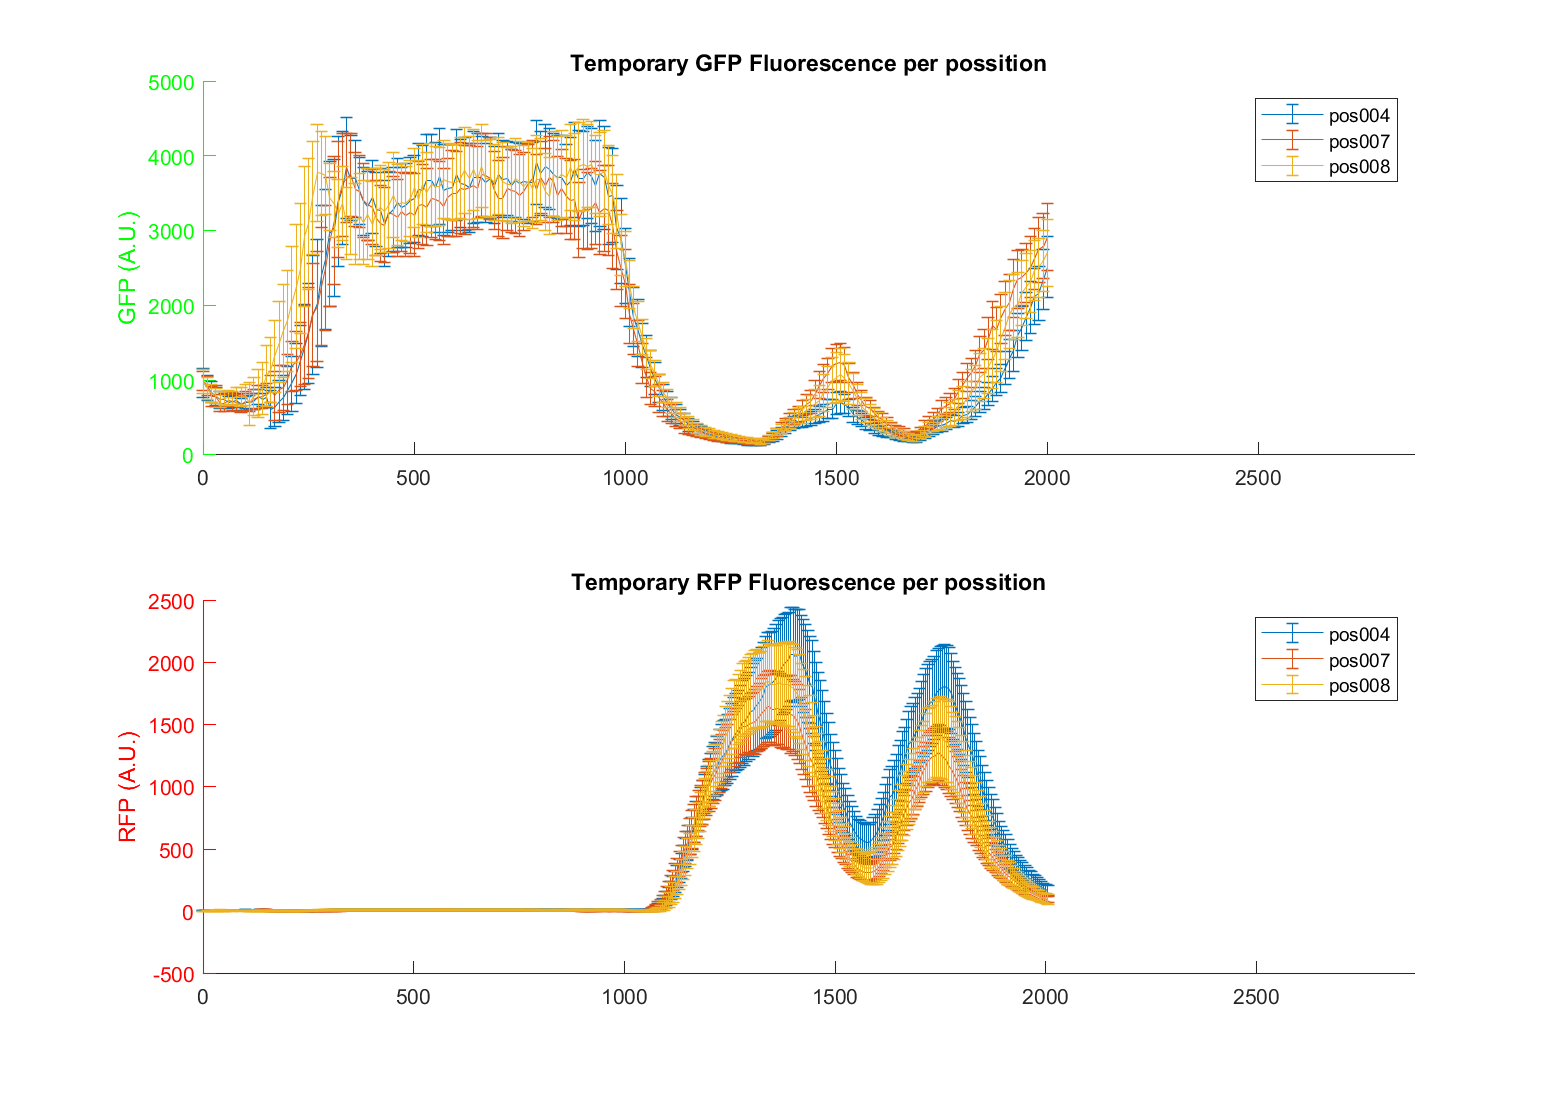 Temporary GFP Fluorescence per possition
5000
4000
3000
2000
1000
0
GFP (A.U.)
0 500 1000 1500 2000 2500
pos004
pos007
pos008
Temporary RFP Fluorescence per possition
2500
2000
1500
1000
500
0
-500
RFP (A.U.)
0 500 1000 1500 2000 2500
pos004
pos007
pos008